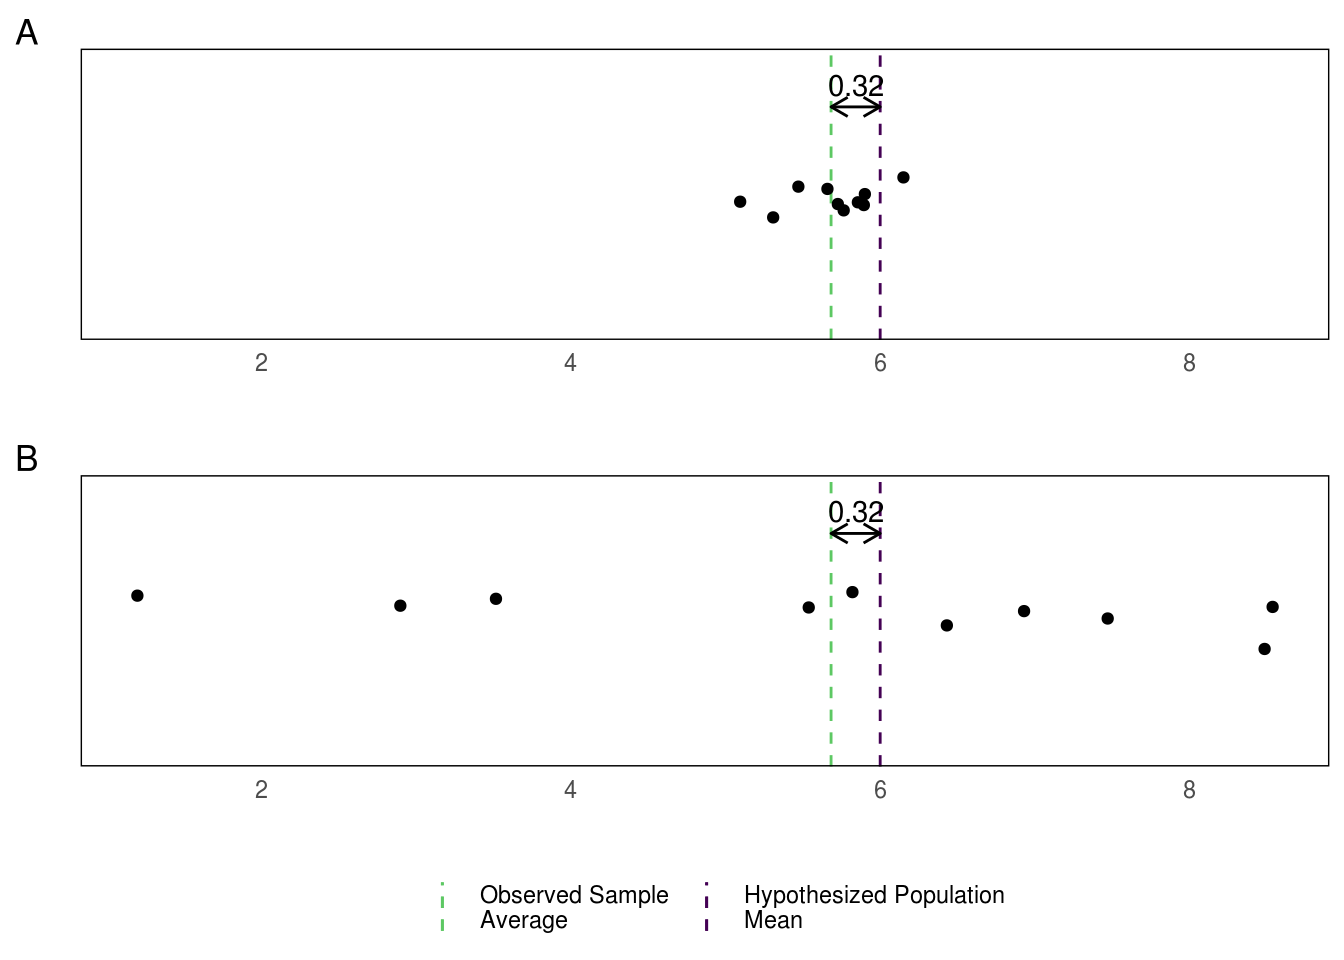 A
0.32
2 4 6 8
B
0.32
2 4 6 8
Observed Sample Average
Hypothesized Population Mean